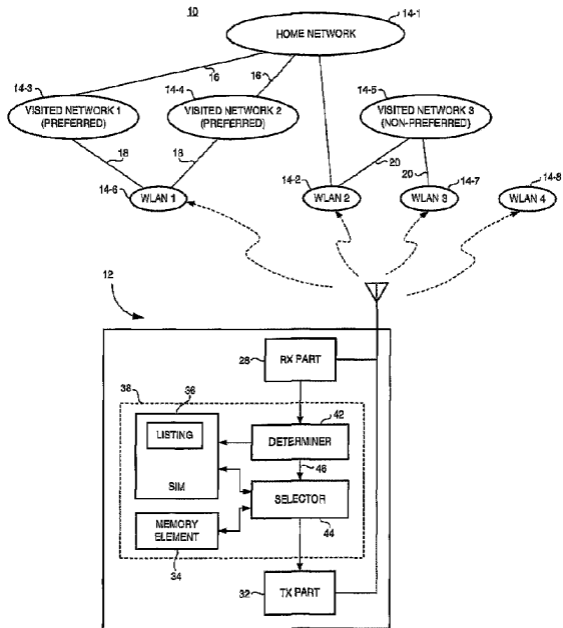 10
14-1
HOME NETWORK
16
16
14-3
14-4
14-5
VISITED NETWORK 1
(PREFERRED)
VISITED NETWORK 2
(PREFERRED)
VISITED NETWORK 3
(NON-PREFERRED}
18
18
20
20
14-6
14-2
14-7
14-8
WLAN 1
WLAN 2
WLAN 3
WLAN 4
12
28
RX PART
38
36
42
LISTING
DETERMINER
46
SIM
SELECTOR
44
MEMORY
ELEMENT
34
32
TX PART